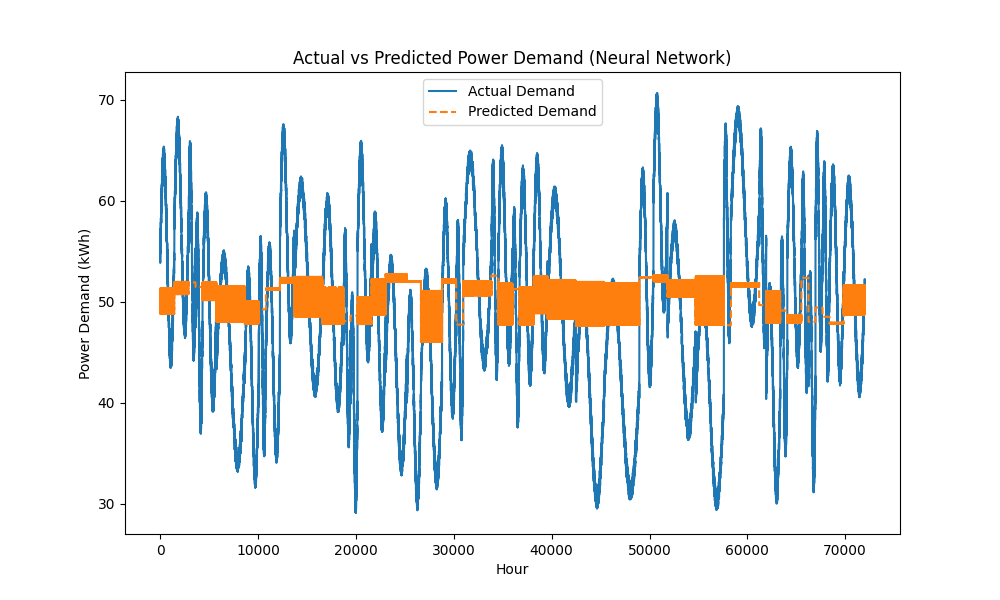 Actual vs Predicted Power Demand (Neural Network)
Actual Demand
Predicted Demand
Power Demand (kWh)
70
60
50
40
30
0 10000 20000 30000 40000 50000 60000 70000
Hour